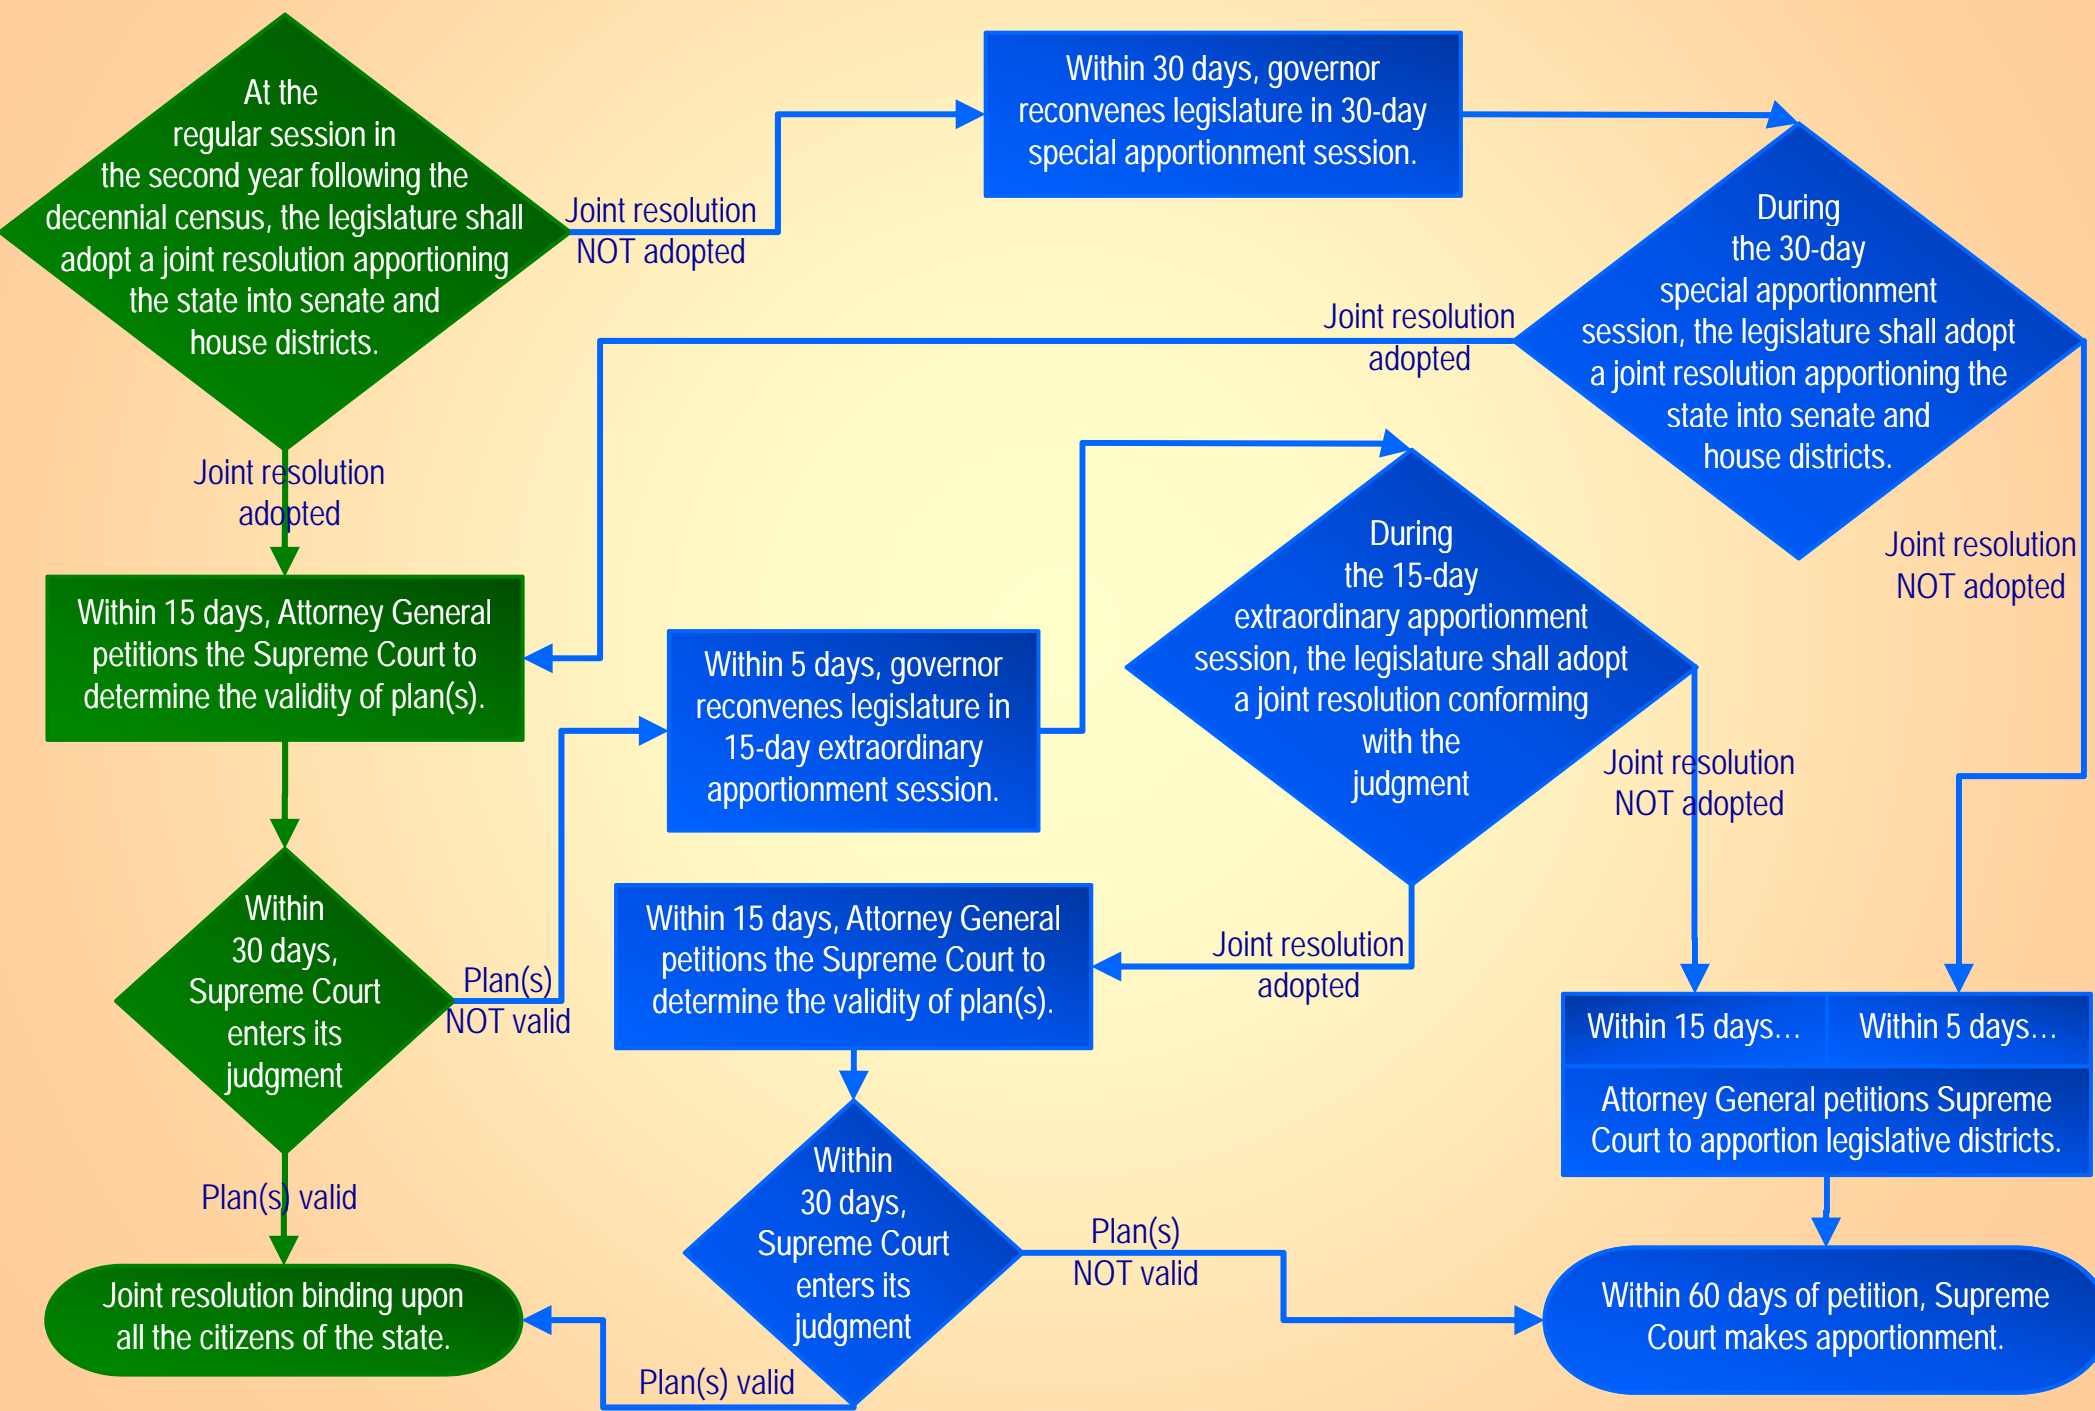 At the
regular session in
the second year following the
decennial census, the legislature shall
adopt a joint resolution apportioning
the state into senate and
house districts.
Joint resolution
NOT adopted
Within 30 days, governor
reconvenes legislature in 30-day
special apportionment session.
During
the 30-day
special apportionment
session, the legislature shall adopt
a joint resolution apportioning the
state into senate and
house districts.
Joint resolution
adopted
Joint resolution
NOT adopted
Joint resolution
adopted
Within 15 days, Attorney General
petitions the Supreme Court to
determine the validity of plan(s).
Within 30 days,
Supreme Court
enters its
judgment
Plan(s)
NOT valid
Within 5 days, governor
reconvenes legislature in
15-day extraordinary
apportionment session.
During
the 15-day
extraordinary apportionment
session, the legislature shall adopt
a joint resolution conforming
with the
judgment
Joint resolution
NOT adopted
Joint resolution
adopted
Within 15 days, Attorney General
petitions the Supreme Court to
determine the validity of plan(s).
Within
30 days,
Supreme Court
enters its
judgment
Plan(s)
NOT valid
Plan(s) valid
Plan(s) valid
Joint resolution binding upon
all the citizens of the state.
Within 15 days...
Within 5 days...
Attorney General petitions Supreme
Court to apportion legislative districts.
Within 60 days of petition, Supreme
Court makes apportionment.